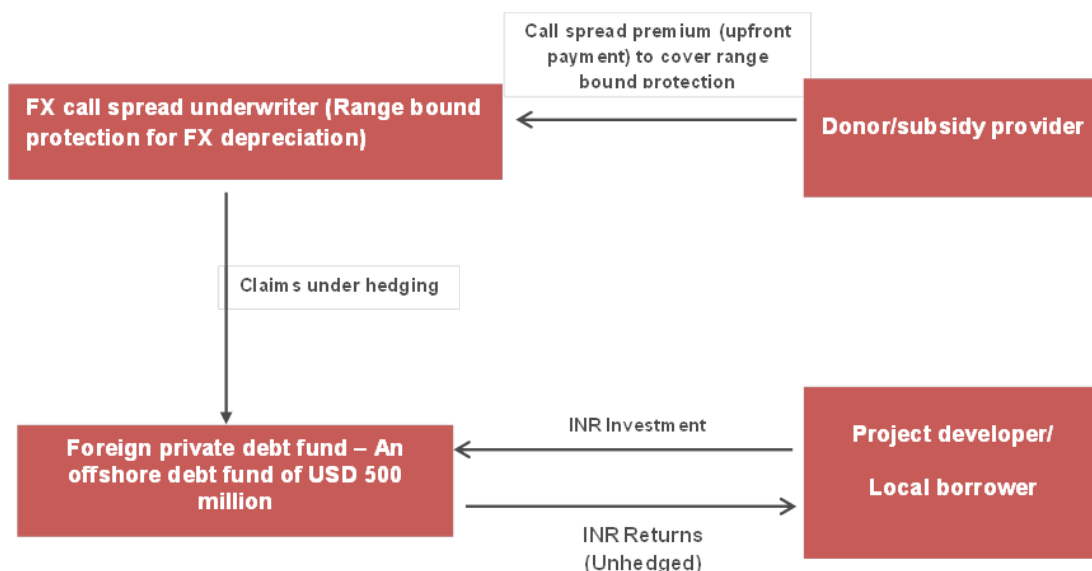 Call spread premium (upfront
payment) to cover range
bound protection
FX call spread underwriter (Range bound
protection for FX depreciation)
Donor/subsidy provider
Claims under hedging
Foreign private debt fund – An
offshore debt fund of USD 500
million
INR Investment
Project developer/
Local borrower
INR Returns
(Unhedged)